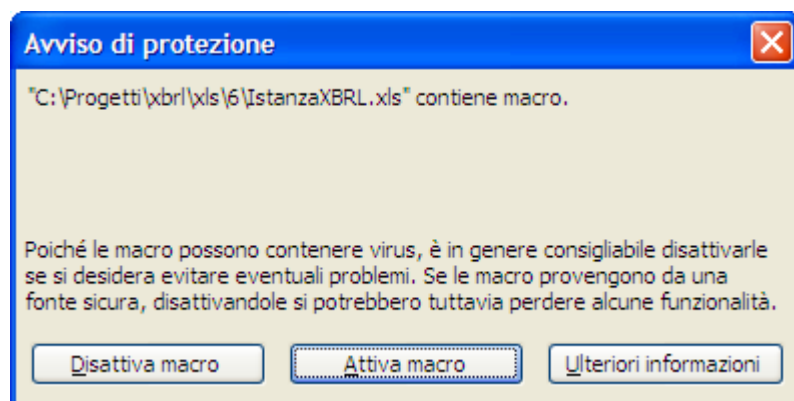 Avviso di protezione
"C:\Progetti\xbrl\xls\6\IstanzaXBRL.xls" contiene macro.
Poiché le macro possono contenere virus, è in genere consigliabile disattivarle
se si desidera evitare eventuali problemi. Se le macro provengono da una
fonte sicura, disattivandole si potrebbero tuttavia perdere alcune funzionalità.
Disattiva macro Attiva macro Ulteriori informazioni